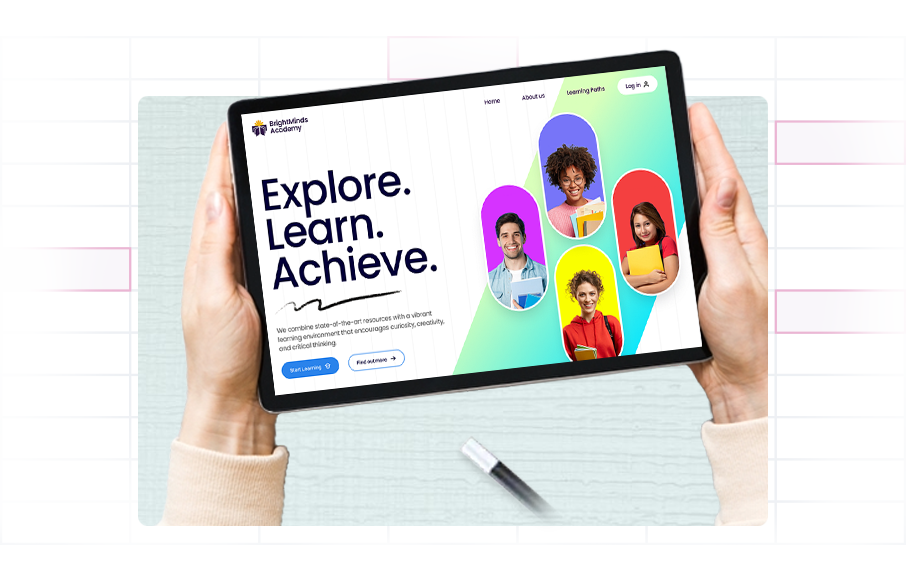 BrightMinds
Academy
Home
About us
Learning Paths
Log in
Explore.
Learn.
Achieve.
We combine state-of-the-art resources with a vibrant
learning environment that encourages curiosity, creativity,
and critical thinking.
Start Learning
Find out more